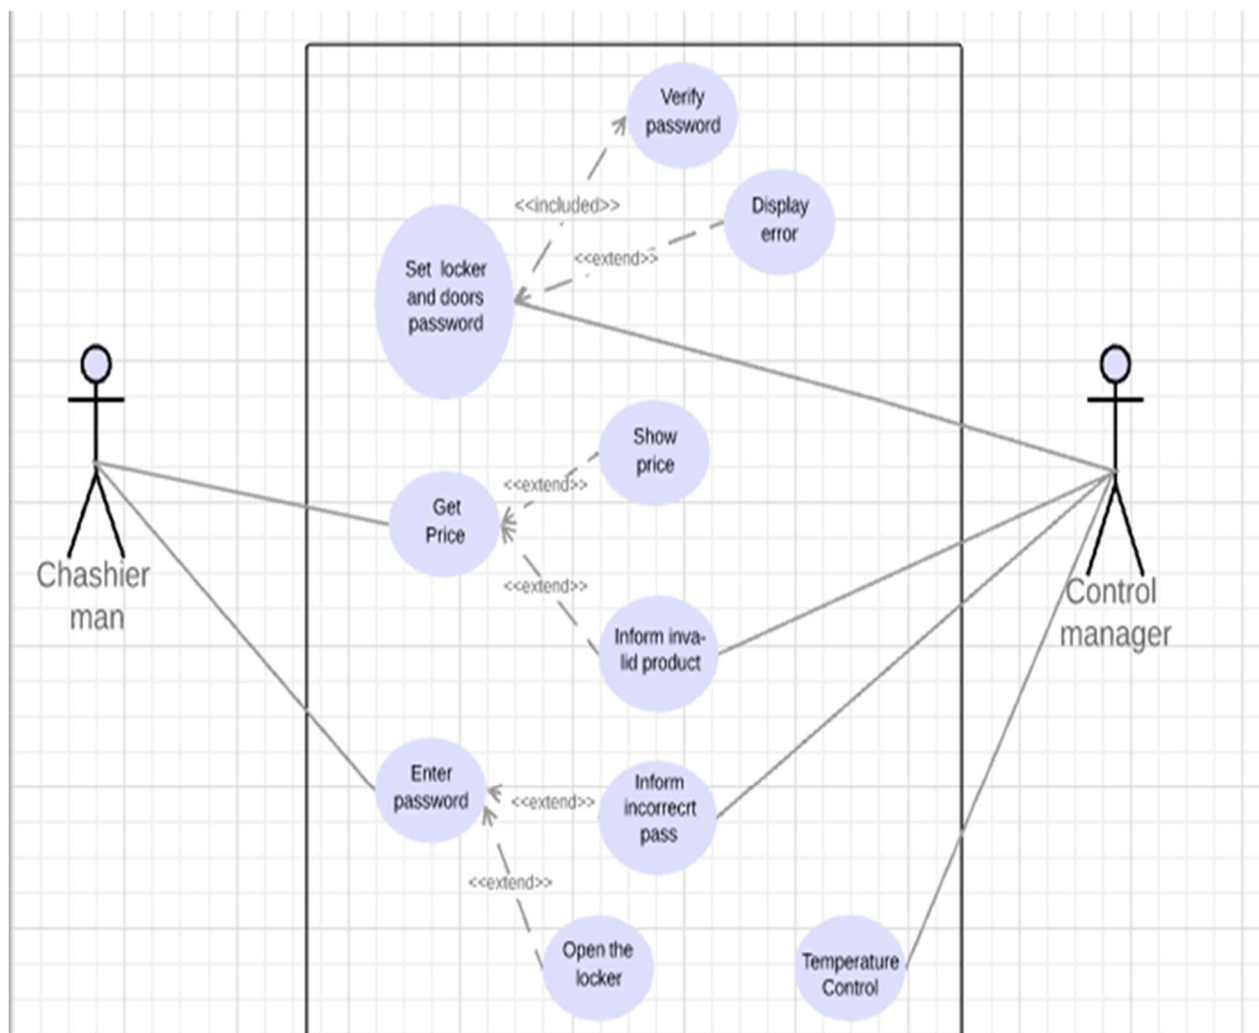 Verify
password
<<included>>
Display
error
<<extend>>
Set locker
and doors
password
Show
price
<<extend>>
Get
Price
<<extend>>
Chashier
man
Control
manager
Inform inva-
lid product
Enter
password
<<extend>>
Inform
incorrecrt
pass
<<extend>>
Open the
locker
Temperature
Control